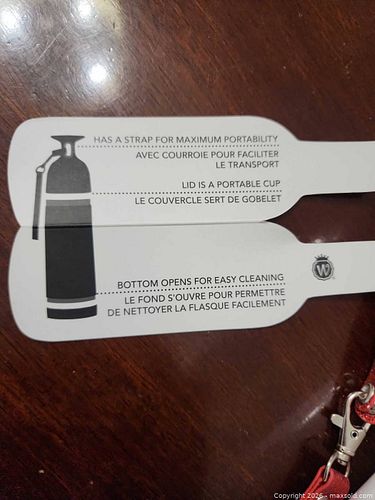 HAS A STRAP FOR MAXIMUM PORTABILITY
AVEC COURROIE POUR FACILITER
LE TRANSPORT
LID IS A PORTABLE CUP
LE COUVERCLE SERT DE GOBELET
BOTTOM OPENS FOR EASY CLEANING
LE FOND S'OUVRE POUR PERMETTRE
DE NETTOYER LA FLASQUE FACILEMENT
W
Copyright 2026 - maxsold.com